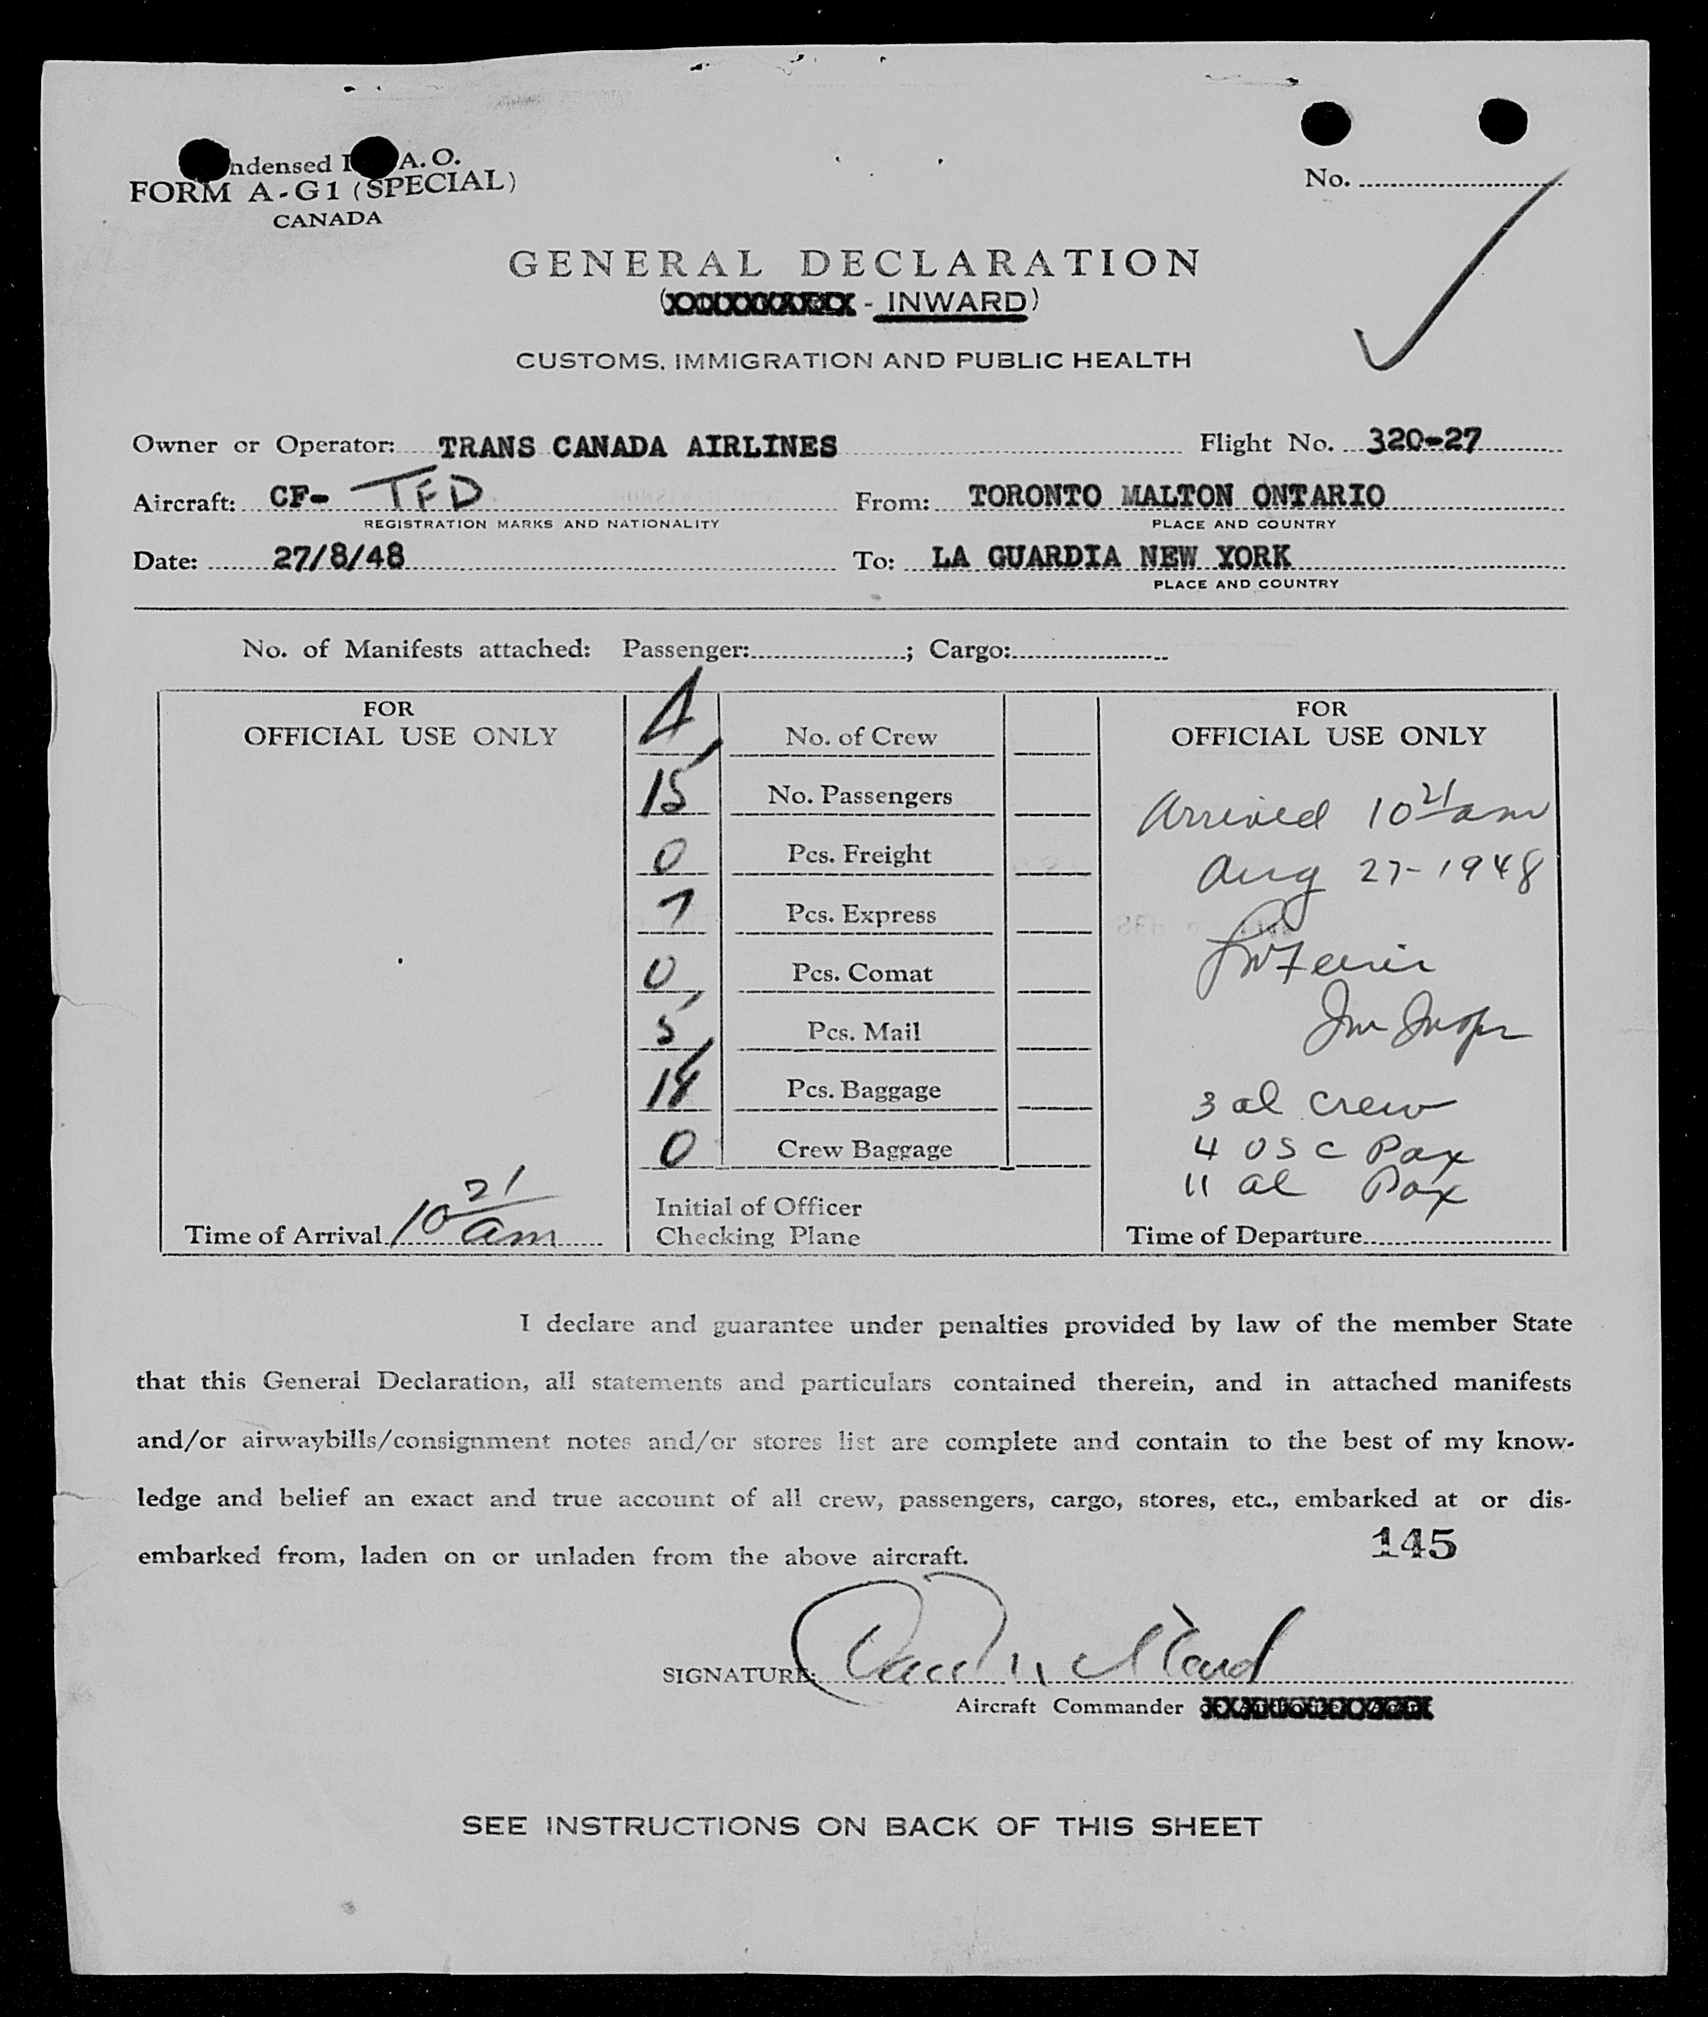 ndensed I A.O.
FORM A-G1 (SPECIAL)
CANADA
No.
GENERAL DECLARATION
( - INWARD)
CUSTOMS, IMMIGRATION AND PUBLIC HEALTH
Owner or Operator: TRANS CANADA AIRLINES Flight No. 320-27
Aircraft: CF- TFD From: TORONTO MALTON ONTARIO
REGISTRATION MARKS AND NATIONALITY PLACE AND COUNTRY
Date: 27/8/48 To: LA GUARDIA NEW YORK
PLACE AND COUNTRY
No. of Manifests attached: Passenger: ; Cargo:
FOR
OFFICIAL USE ONLY
Time of Arrival 10 21 am
4 No. of Crew
15 No. Passengers
0 Pcs. Freight
7 Pcs. Express
0 Pcs. Comat
5 Pcs. Mail
Pcs. Baggage
0 Crew Baggage
Initial of Officer
Checking Plane
FOR
OFFICIAL USE ONLY
Arrived 10 21 am
Aug 27-1948
3 al crew
4 USC Pax
11 al Pax
Time of Departure
I declare and guarantee under penalties provided by law of the member State
that this General Declaration, all statements and particulars contained therein, and in attached manifests
and/or airwaybills/consignment notes and/or stores list are complete and contain to the best of my know-
ledge and belief an exact and true account of all crew, passengers, cargo, stores, etc., embarked at or dis-
embarked from, laden on or unladen from the above aircraft.
145
SIGNATURE:
Aircraft Commander
SEE INSTRUCTIONS ON BACK OF THIS SHEET